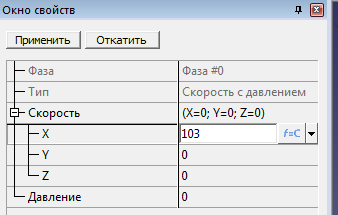 Окно свойств
Применить Откатить
Фаза Фаза #0
Тип Скорость с давлением
Скорость (X=0; Y=0; Z=0)
X 103 f=C
Y 0
Z 0
Давление 0